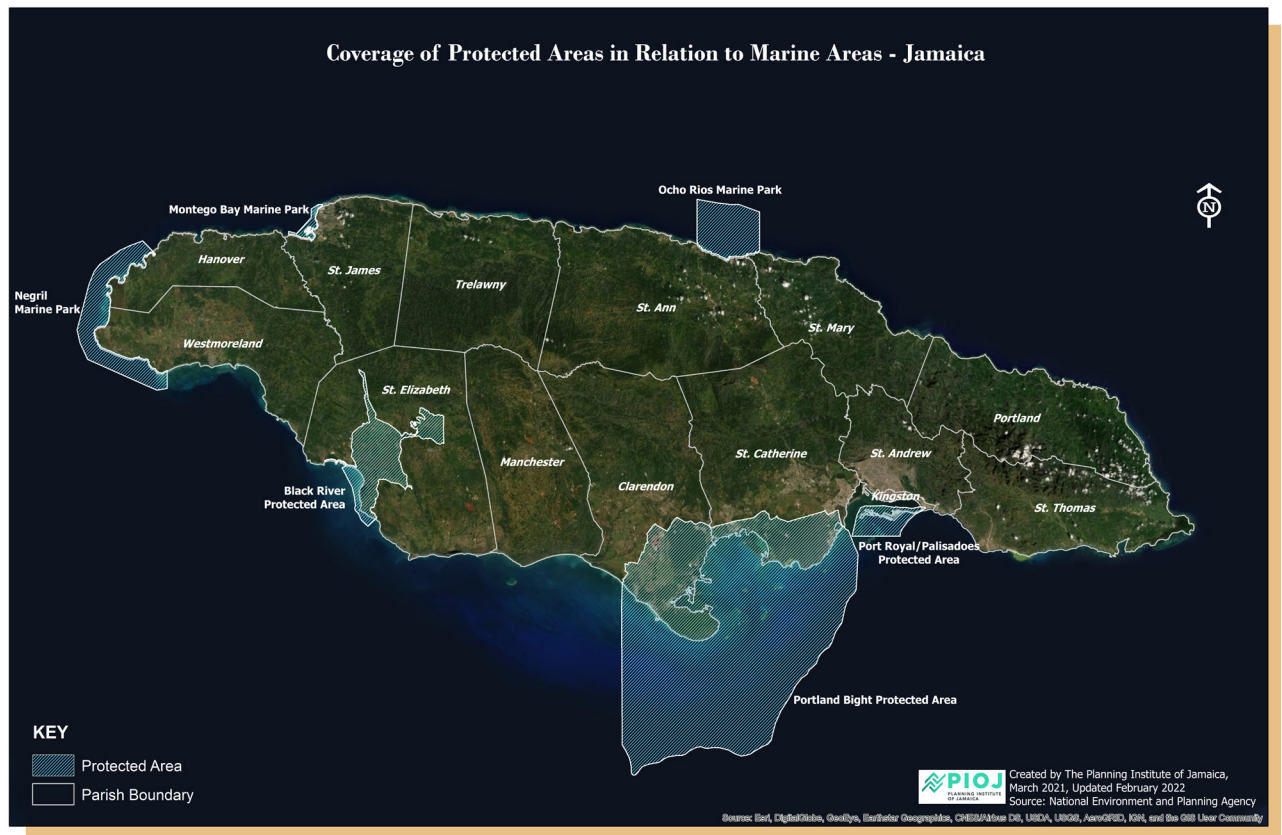 Coverage of Protected Areas in Relation to Marine Areas - Jamaica
Ocho Rios Marine Park
Montego Bay Marine Park
N
Hanover
St. James
Trelawny
Negril
Marine Park
St. Ann
St. Mary
Westmoreland
St. Elizabeth
Portland
Manchester
St. Catherine
St. Andrew
Clarendon
Black River
Protected Area
Kingston
St. Thomas
Port Royal/Palisadoes
Protected Area
Portland Bight Protected Area
KEY
Protected Area
Parish Boundary
PIOJ
PLANNING INSTITUTE
OF JAMAICA
Created by The Planning Institute of Jamaica,
March 2021, Updated February 2022
Source: National Environment and Planning Agency
Source: Esri, DigitalGlobe, GeoEye, Earthstar Geographics, CNES/Airbus DS, USDA, USGS, AeroGRID, IGN, and the GIS User Community